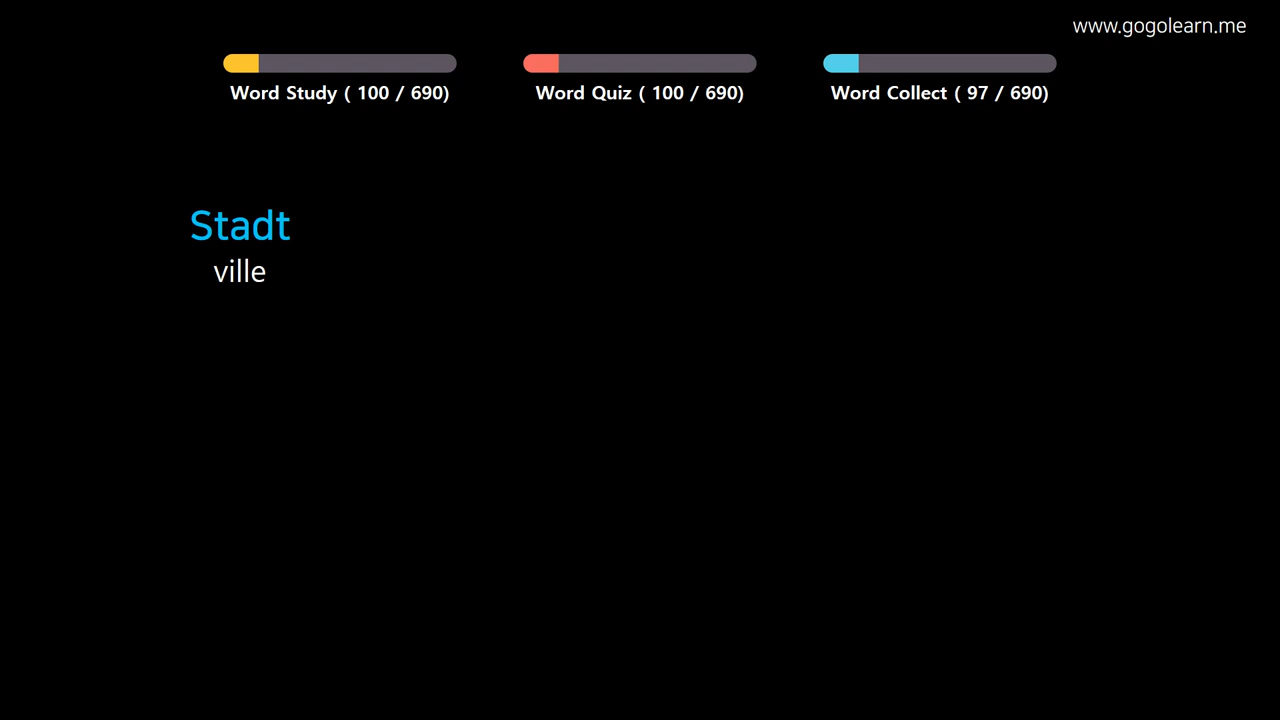 www.gogolearn.me
Word Study ( 100 / 690)
Word Quiz ( 100 / 690)
Word Collect ( 97 / 690)
Stadt
ville